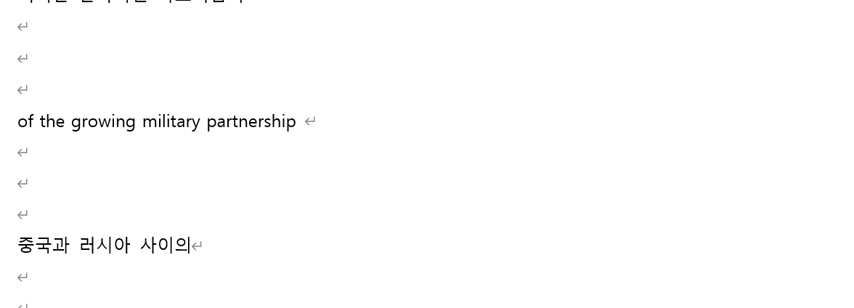 of the growing military partnership
중국과 러시아 사이의